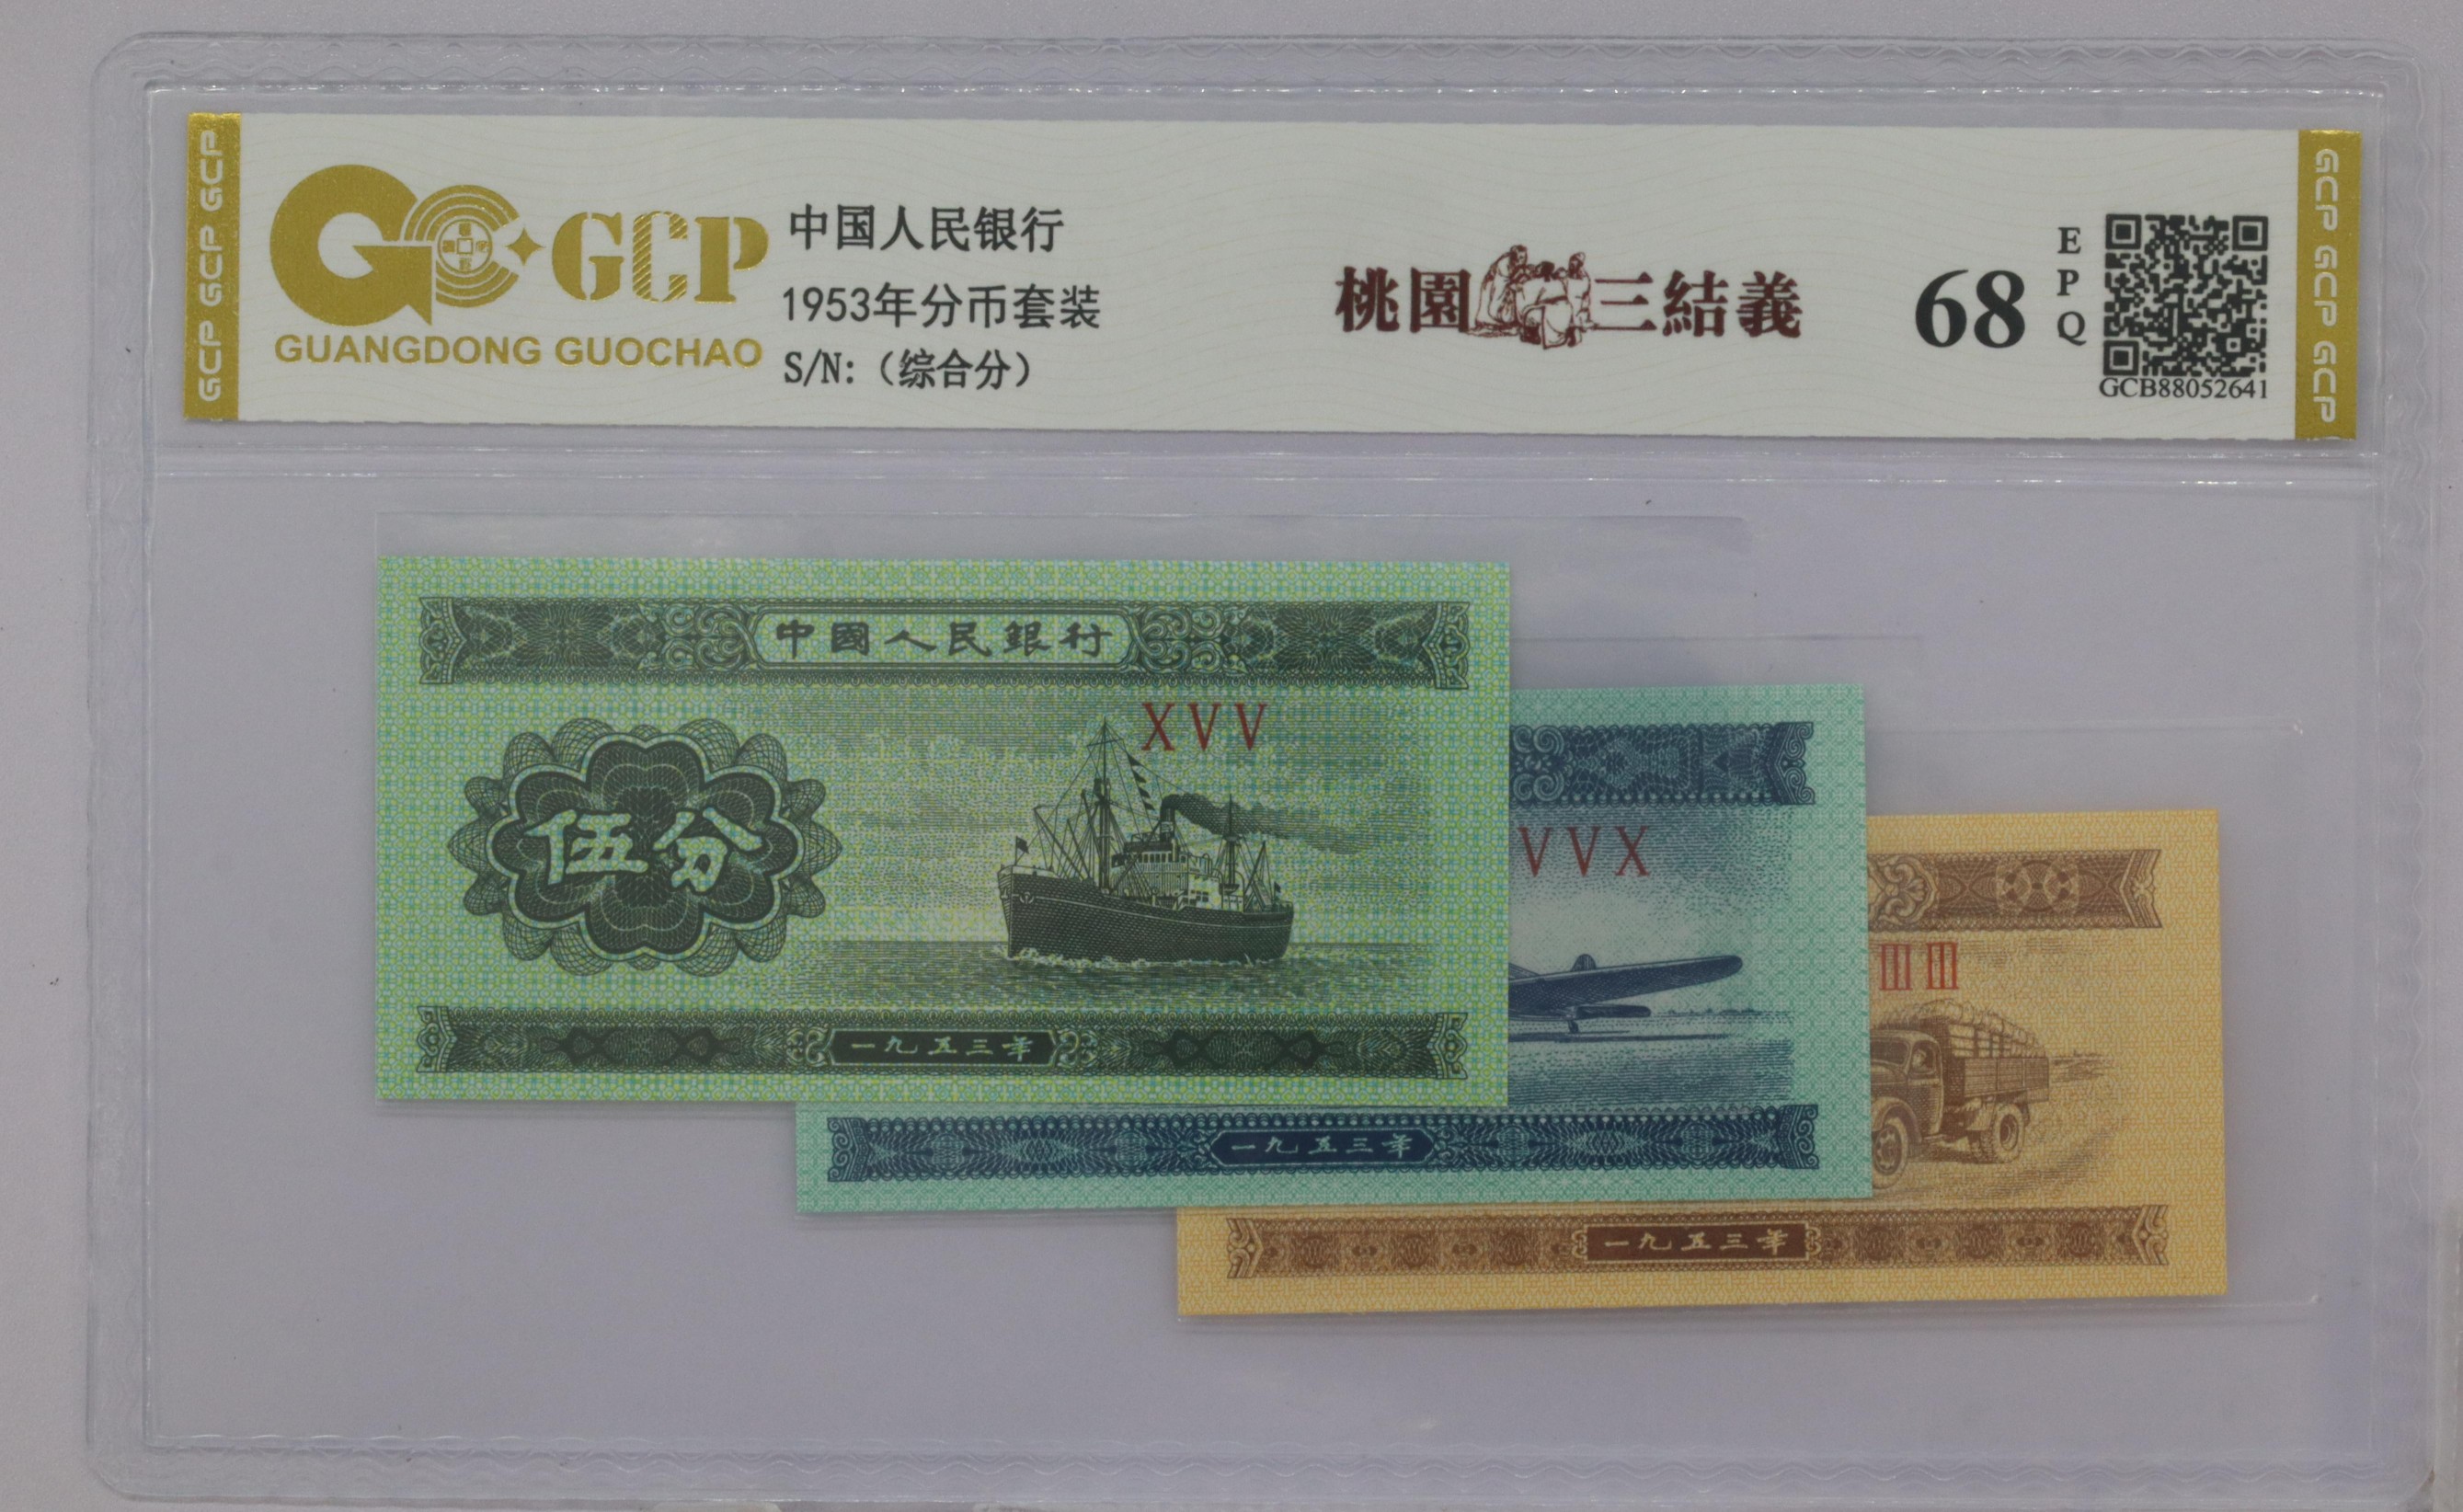 GCP GCP GCP
GCP
GUANGDONG GUOCHAO
中国人民银行
1953年分币套装
S/N:（综合分）
桃園三結義
68
EPQ
GCB88052641
GCP GCP GCP GCP
中國人民銀行
XVV
伍分
一九五三年
VVX
一九五三年
III III
一九五三年